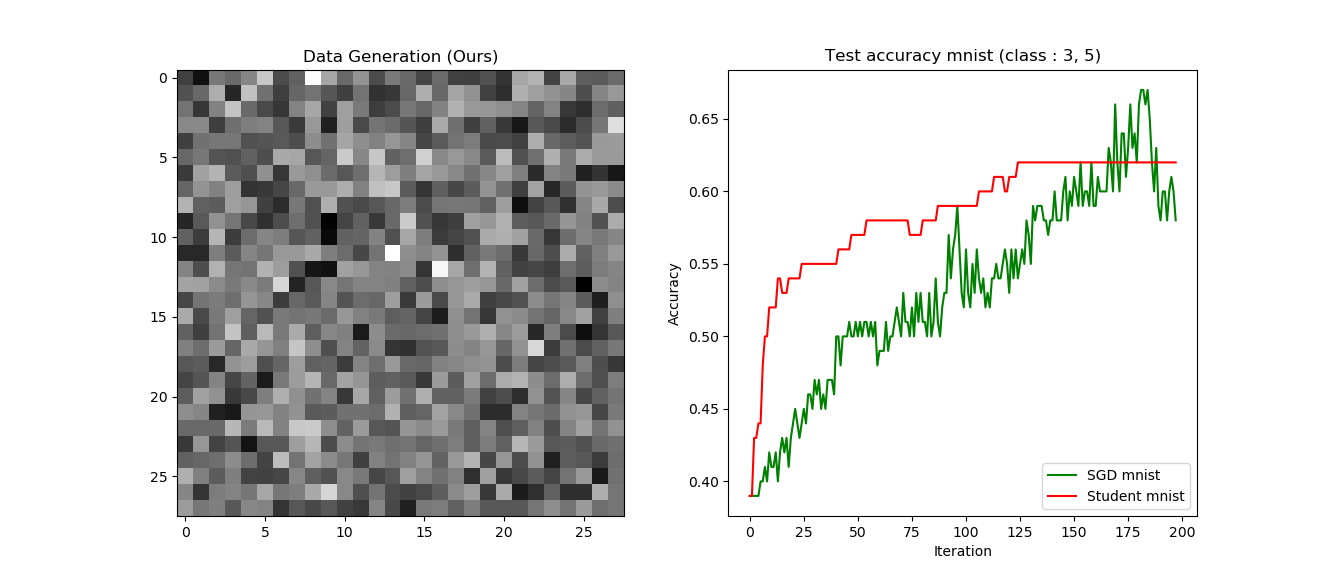 Data Generation (Ours)
0
5
10
15
20
25
0 5 10 15 20 25
Test accuracy mnist (class : 3, 5)
Accuracy
0.65
0.60
0.55
0.50
0.45
0.40
SGD mnist
Student mnist
0 25 50 75 100 125 150 175 200
Iteration